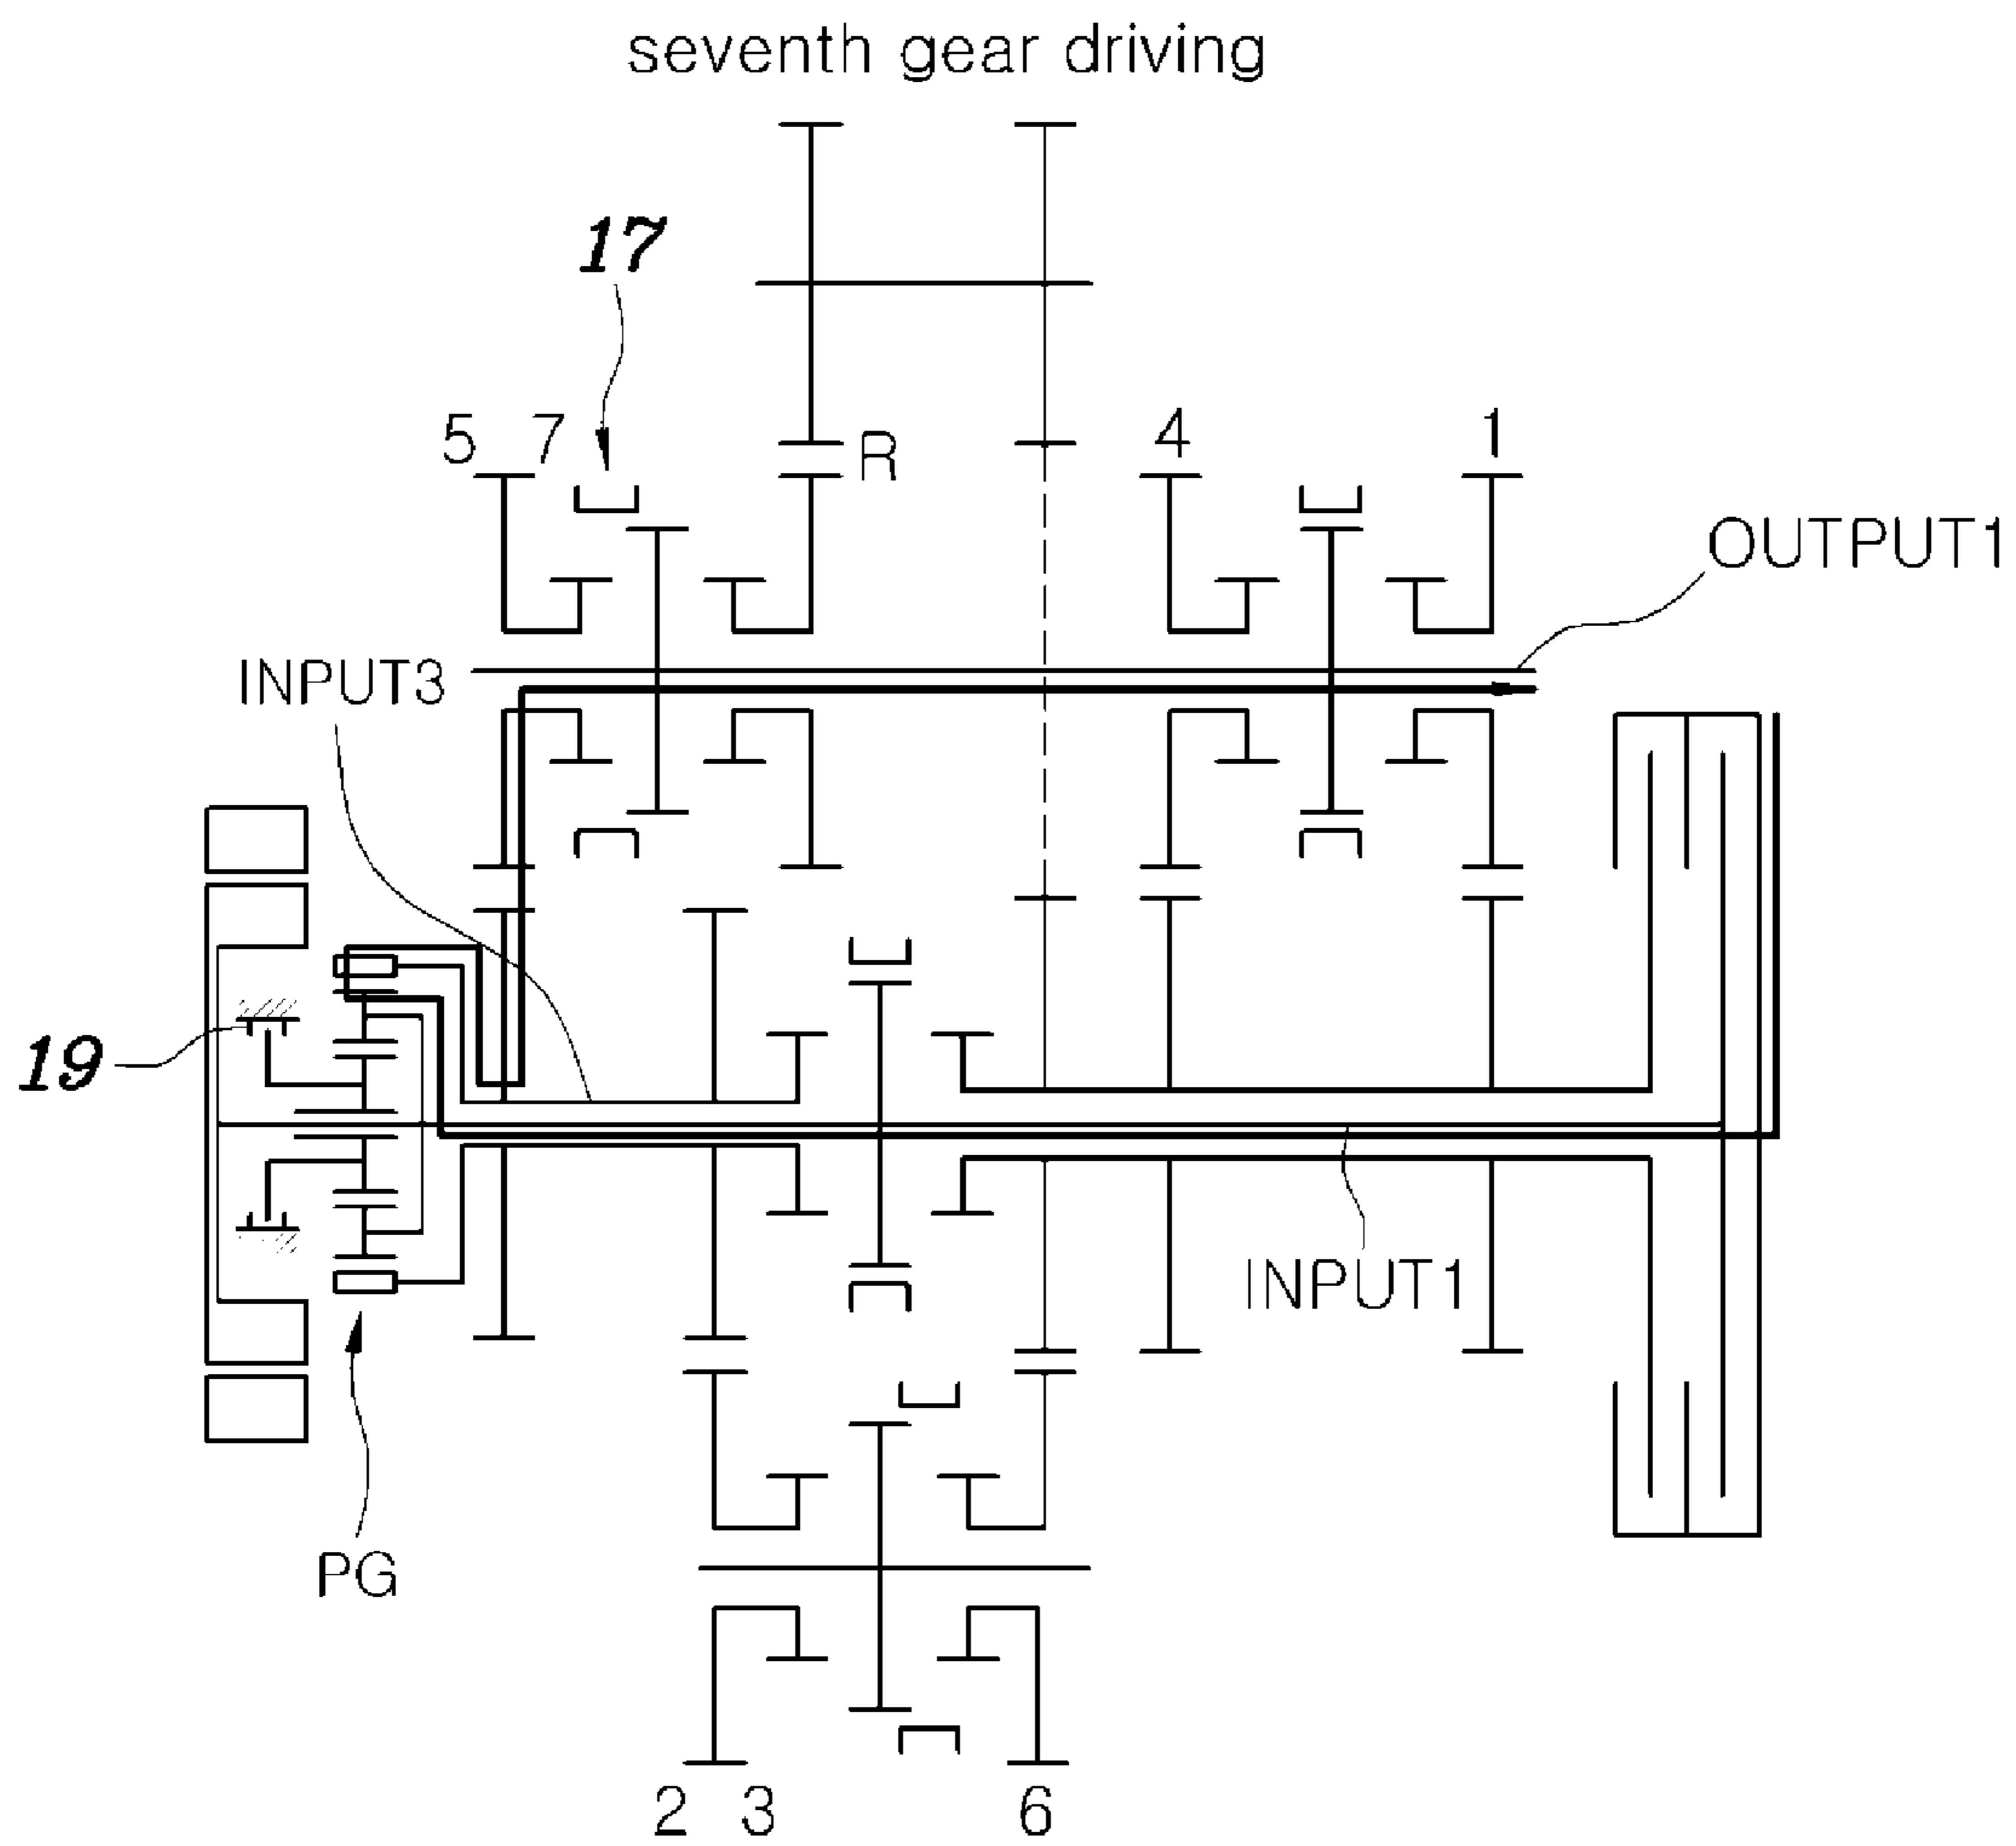 seventh gear driving
17
5 7
R
4
1
OUTPUT1
INPUT3
19
INPUT1
PG
2 3
6